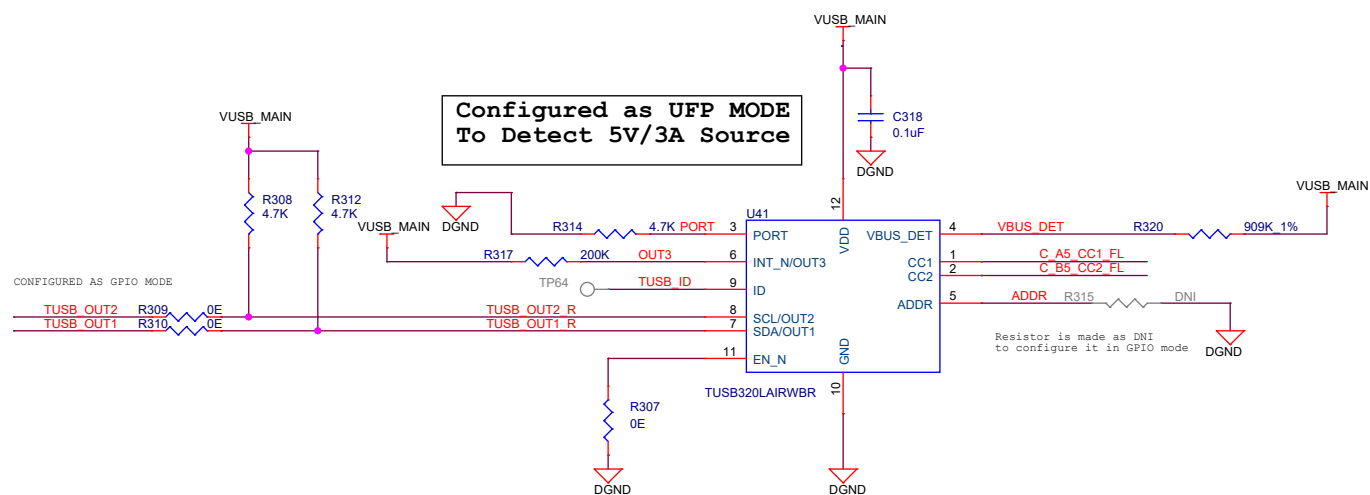 VUSB_MAIN
Configured as UFP MODE
To Detect 5V/3A Source
VUSB_MAIN
C318
0.1uF
DGND
R308
4.7K
R312
4.7K
VUSB_MAIN
DGND
VUSB_MAIN
R314
4.7K
PORT
R317
200K
OUT3
TP64
TUSB_ID
CONFIGURED AS GPIO MODE
TUSB_OUT2
R309
0E
TUSB_OUT2_R
TUSB_OUT1
R310
0E
TUSB_OUT1_R
U41
12
VDD
3
PORT
6
INT_N/OUT3
9
ID
8
SCL/OUT2
7
SDA/OUT1
11
EN_N
VBUS_DET
4
CC1
1
CC2
2
ADDR
5
GND
10
TUSB320LAIRWBR
VBUS_DET
R320
909K_1%
C_A5_CC1_FL
C_B5_CC2_FL
ADDR
R315
DNI
Resistor is made as DNI
to configure it in GPIO mode
DGND
R307
0E
DGND
DGND